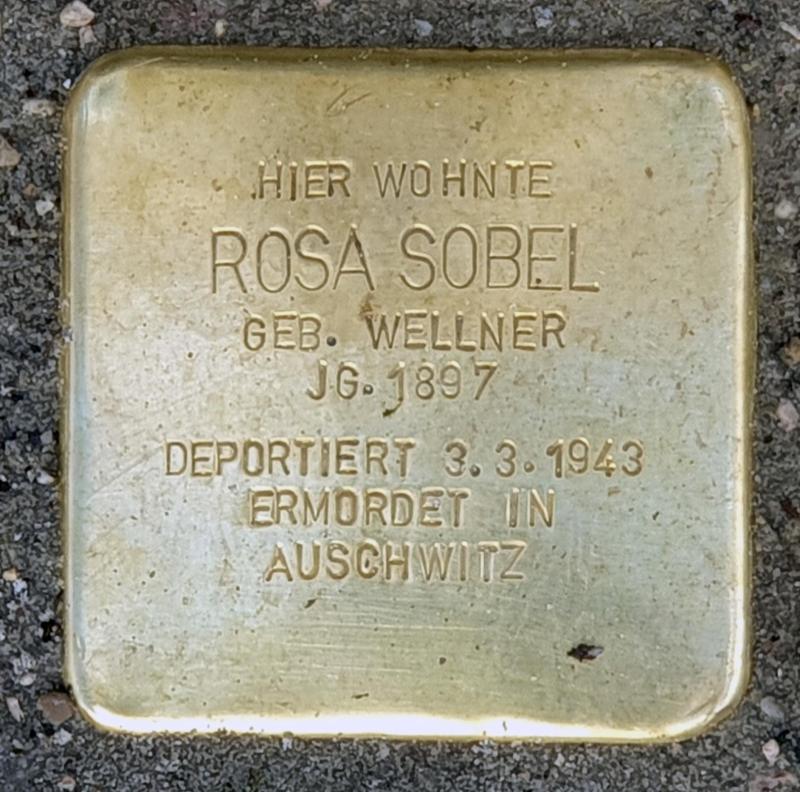 HIER WOHNTE
ROSA SOBEL
GEB. WELLNER
JG. 1897
DEPORTIERT 3.3.1943
ERMORDET IN
AUSCHWITZ